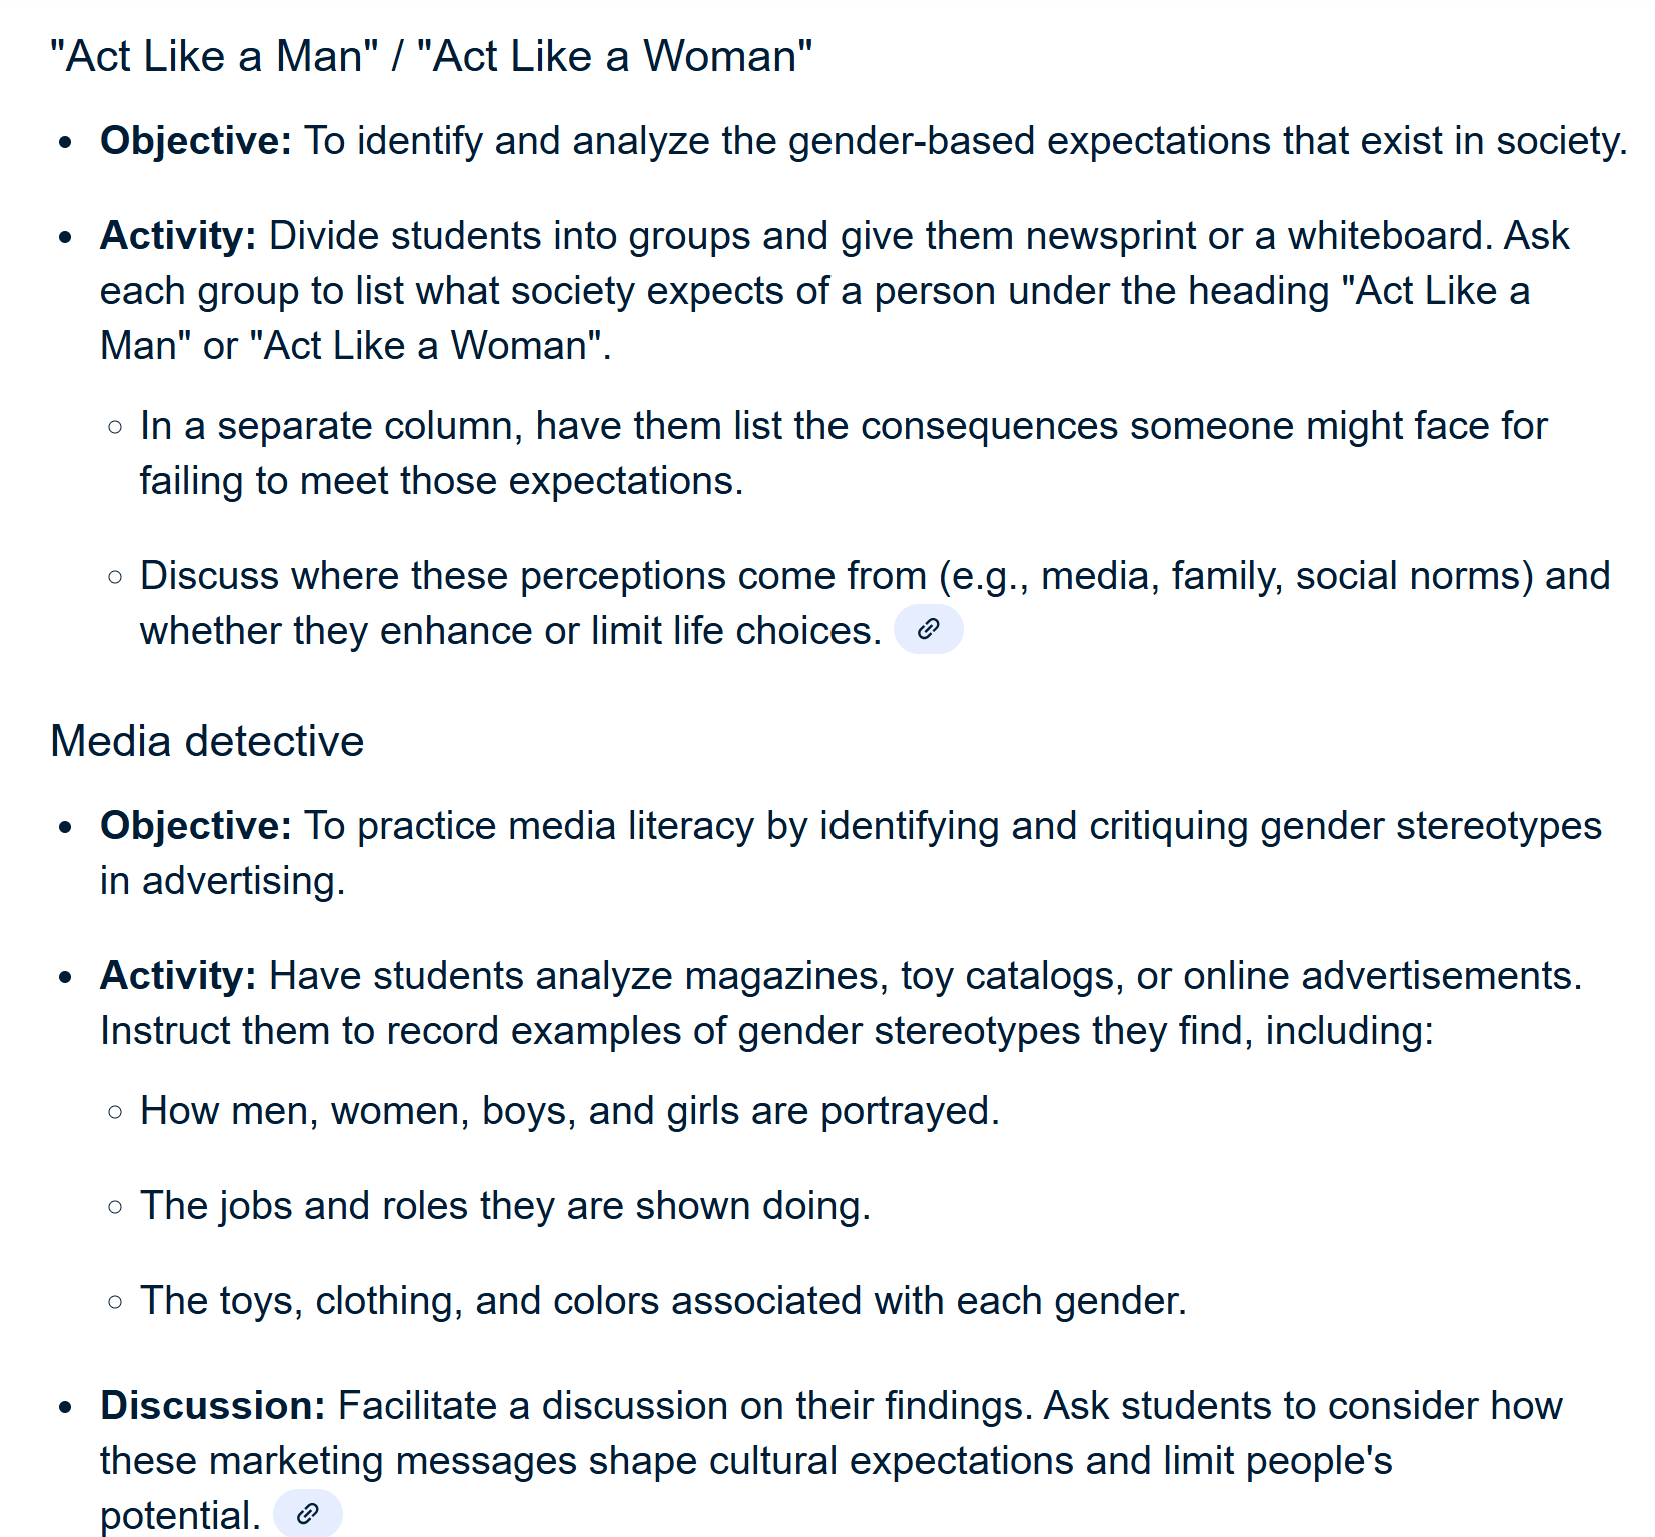 "Act Like a Man" / "Act Like a Woman"
Objective: To identify and analyze the gender-based expectations that exist in society.
Activity: Divide students into groups and give them newsprint or a whiteboard. Ask
each group to list what society expects of a person under the heading "Act Like a
Man" or "Act Like a Woman".
In a separate column, have them list the consequences someone might face for
failing to meet those expectations.
Discuss where these perceptions come from (e.g., media, family, social norms) and
whether they enhance or limit life choices.
Media detective
Objective: To practice media literacy by identifying and critiquing gender stereotypes
in advertising.
Activity: Have students analyze magazines, toy catalogs, or online advertisements.
Instruct them to record examples of gender stereotypes they find, including:
How men, women, boys, and girls are portrayed.
The jobs and roles they are shown doing.
The toys, clothing, and colors associated with each gender.
Discussion: Facilitate a discussion on their findings. Ask students to consider how
these marketing messages shape cultural expectations and limit people's
potential.